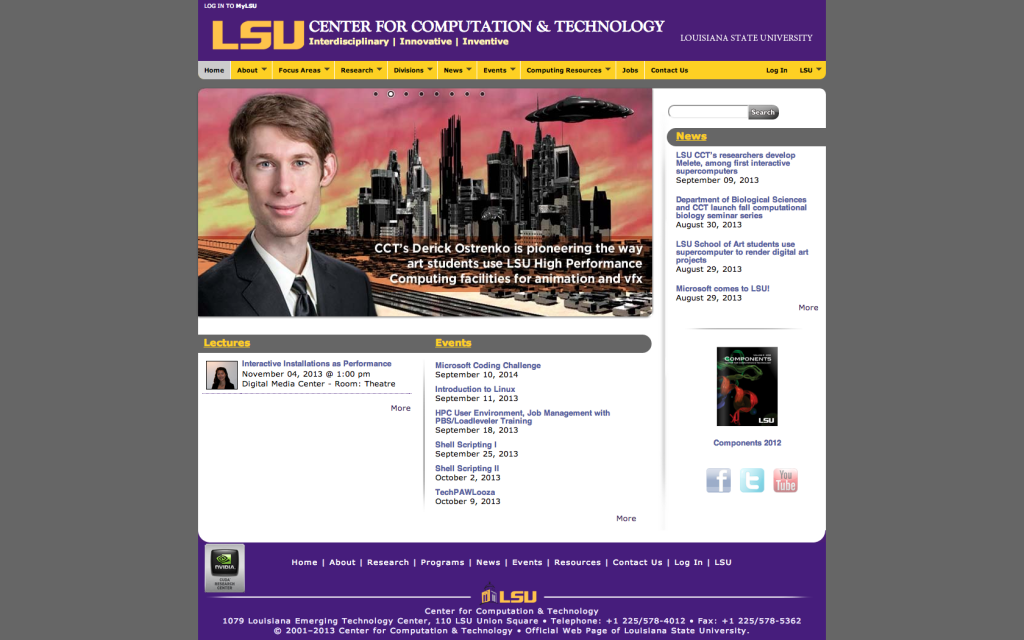 LOG IN TO MyLSU
LSU
CENTER FOR COMPUTATION & TECHNOLOGY
Interdisciplinary | Innovative | Inventive
LOUISIANA STATE UNIVERSITY
Home About Focus Areas Research Divisions News Events Computing Resources Jobs Contact Us Log In LSU
CCT's Derick Ostrenko is pioneering the way
art students use LSU High Performance
Computing facilities for animation and vfx
Search
News
LSU CCT's researchers develop
Melete, among first interactive
supercomputers
September 09, 2013
Department of Biological Sciences
and CCT launch fall computational
biology seminar series
August 30, 2013
LSU School of Art students use
supercomputer to render digital art
projects
August 29, 2013
Microsoft comes to LSU!
August 29, 2013
More
COMPONENTS
LSU
Components 2012
f
t
You
Tube
Lectures
Interactive Installations as Performance
November 04, 2013 @ 1:00 pm
Digital Media Center - Room: Theatre
More
Events
Microsoft Coding Challenge
September 10, 2014
Introduction to Linux
September 11, 2013
HPC User Environment, Job Management with
PBS/Loadleveler Training
September 18, 2013
Shell Scripting I
September 25, 2013
Shell Scripting II
October 2, 2013
TechPAWLooza
October 9, 2013
More
NVIDIA
CUDA
RESEARCH
CENTER
Home | About | Research | Programs | News | Events | Resources | Contact Us | Log In | LSU
LSU
Center for Computation & Technology
1079 Louisiana Emerging Technology Center, 110 LSU Union Square • Telephone: +1 225/578-4012 • Fax: +1 225/578-5362
© 2001–2013 Center for Computation & Technology • Official Web Page of Louisiana State University.